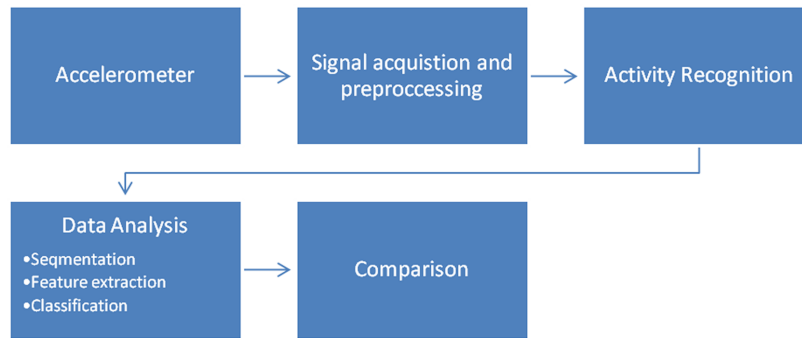 Accelerometer
Signal acquistion and
preproccessing
Activity Recognition
Data Analysis
•Seqmentation
•Feature extraction
•Classification
Comparison